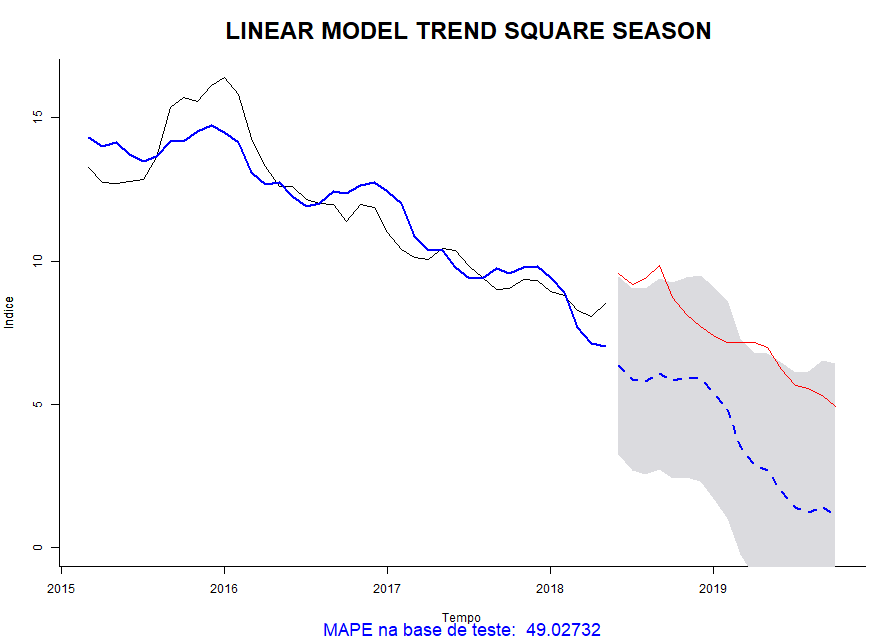 LINEAR MODEL TREND SQUARE SEASON
15
10
5
0
Indice
2015
2016
2017
2018
2019
Tempo
MAPE na base de teste:  49.02732